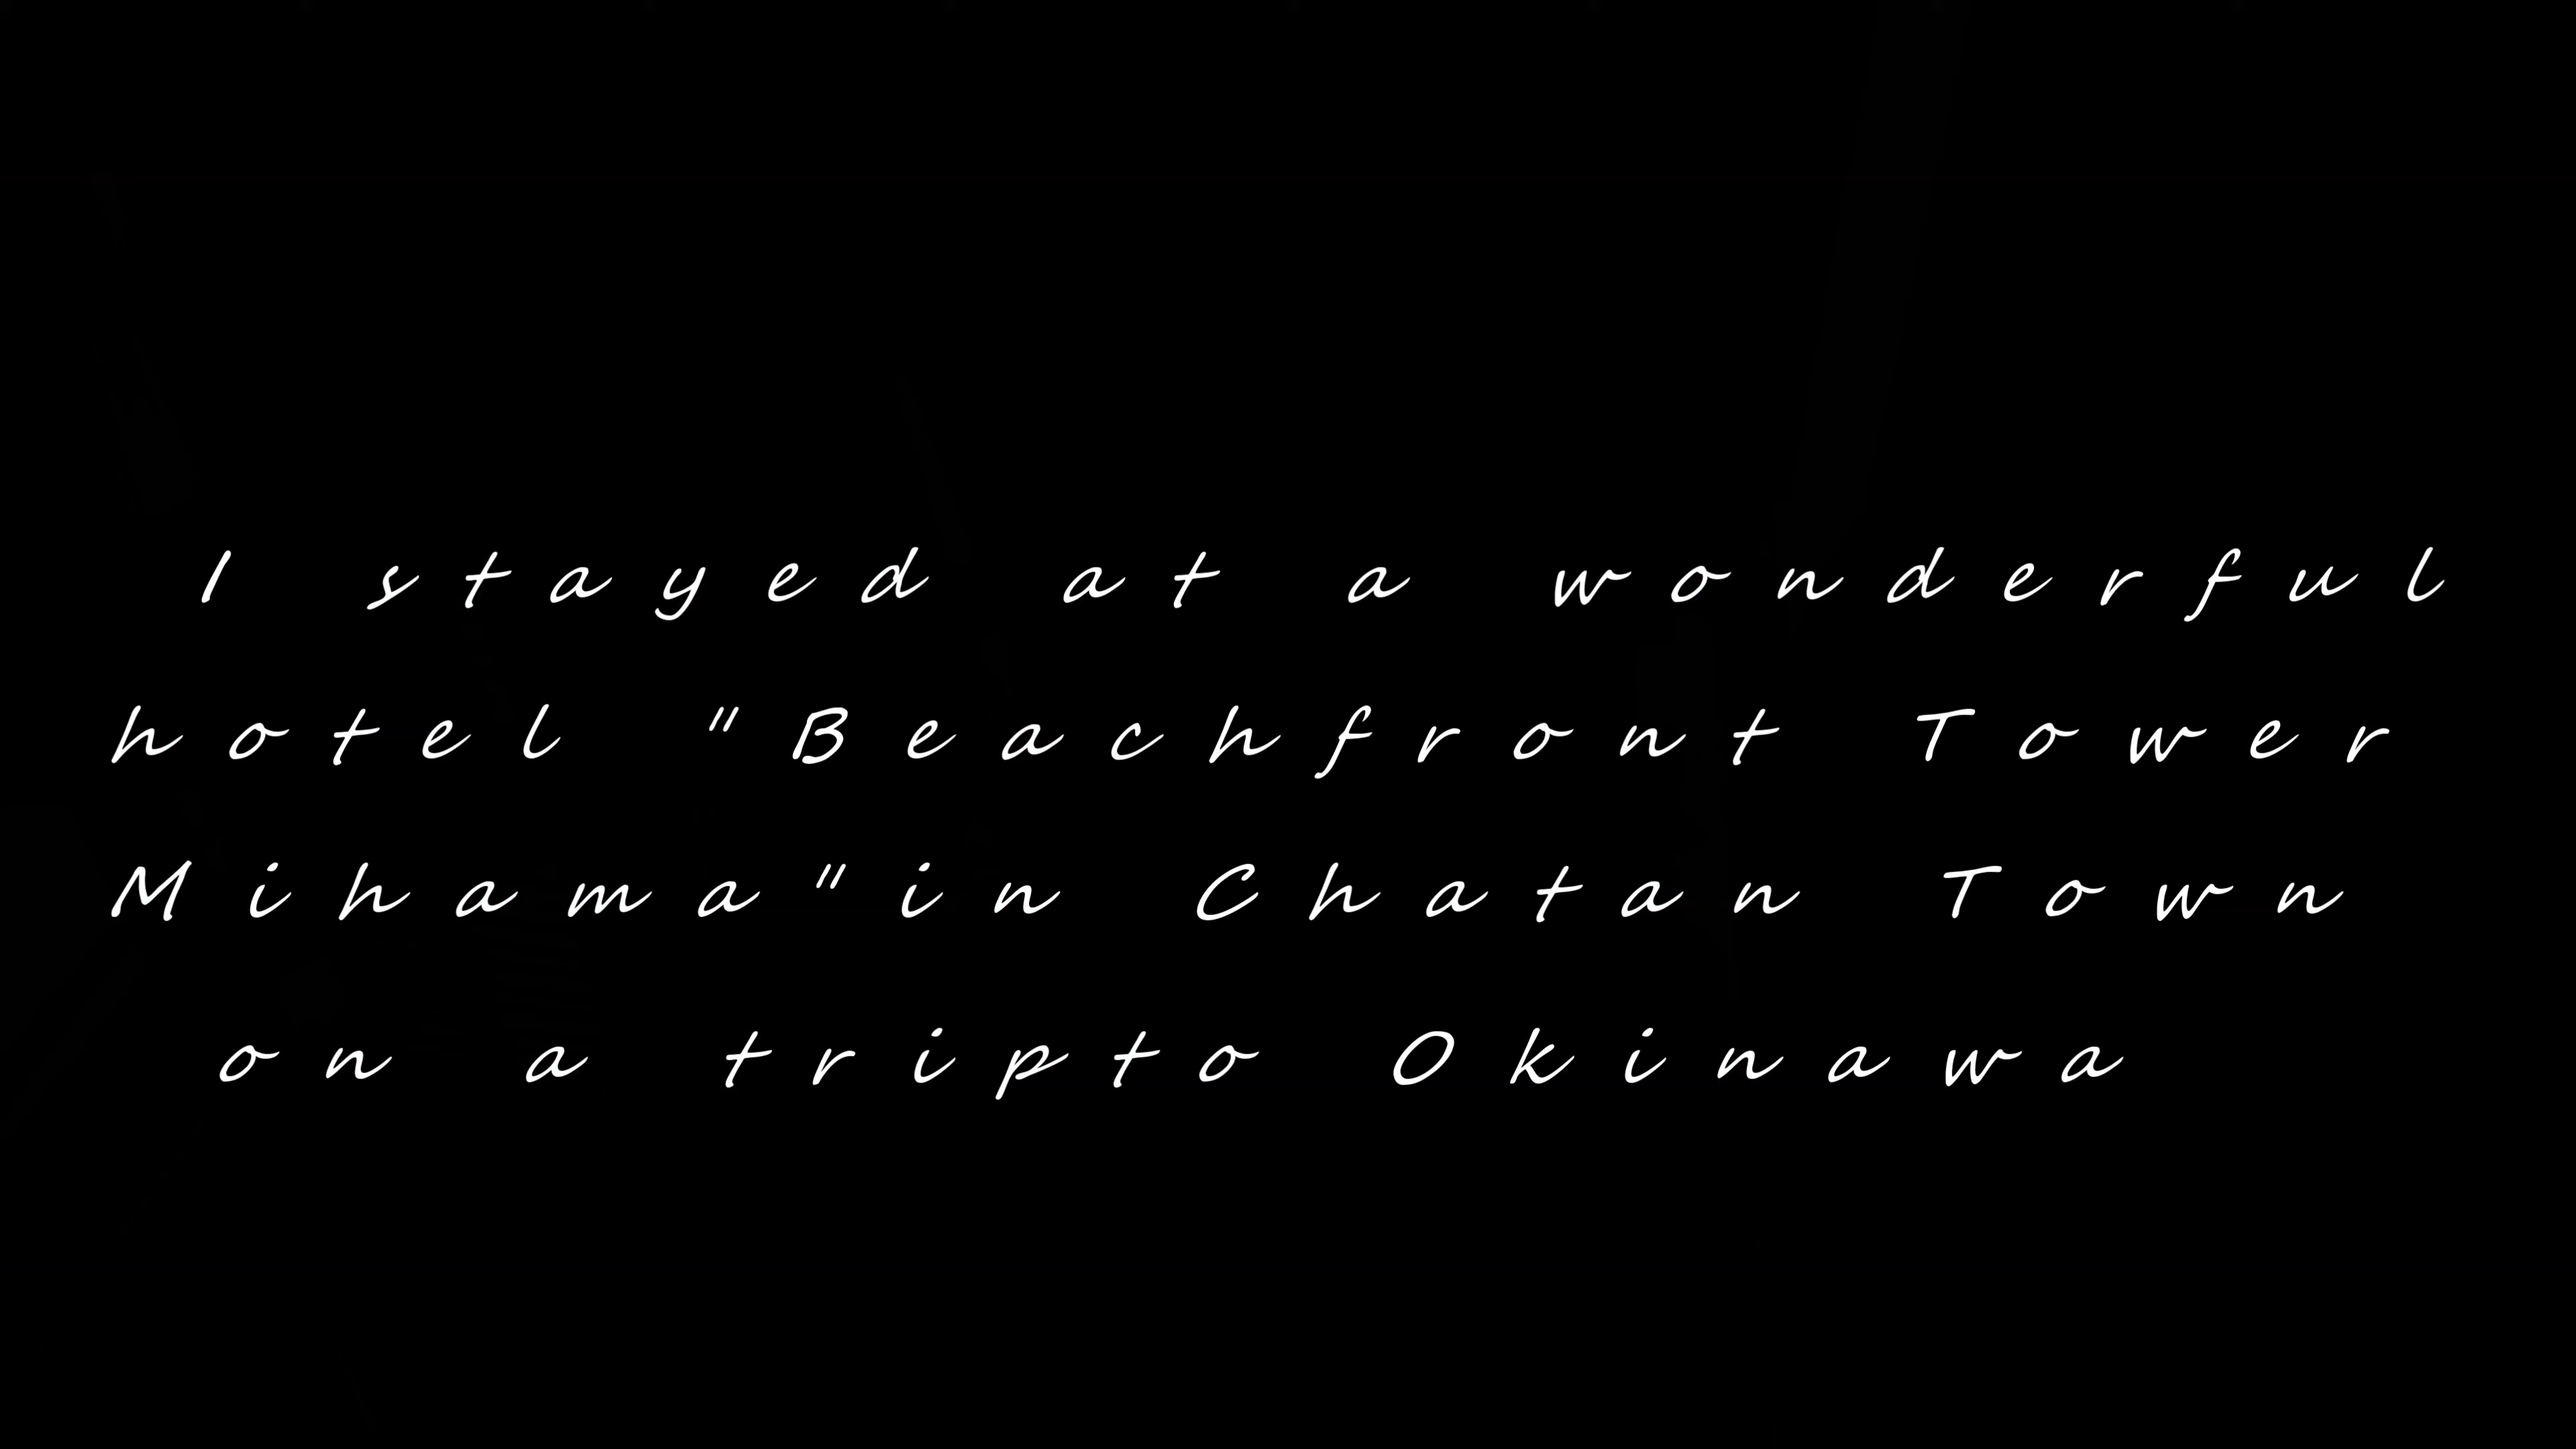 I stayed at a wonderful
hotel "Beachfront Tower
Mihama"in Chatan Town
on a tripto Okinawa